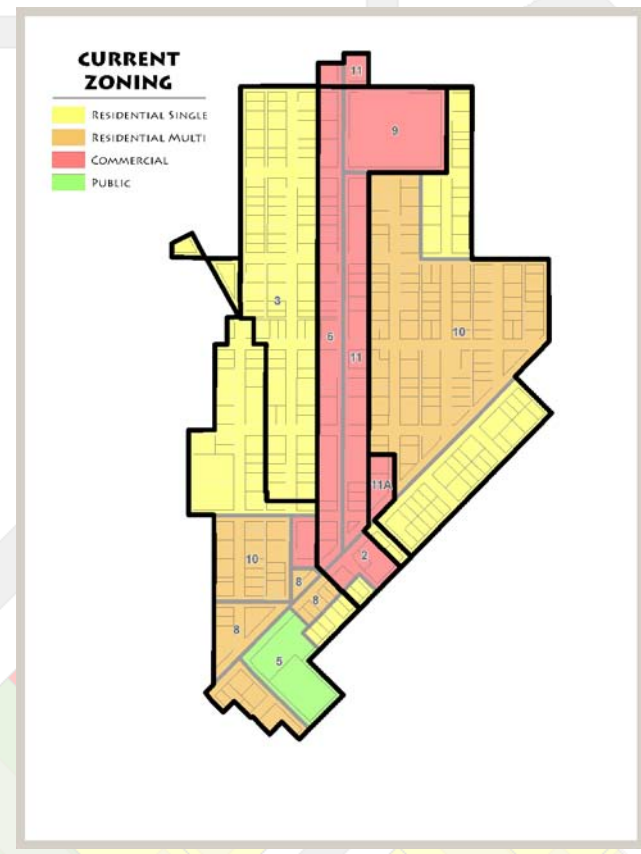 CURRENT
ZONING
RESIDENTIAL SINGLE
RESIDENTIAL MULTI
COMMERCIAL
PUBLIC
11
9
3
6
11
10
11A
2
10
8
8
8
5